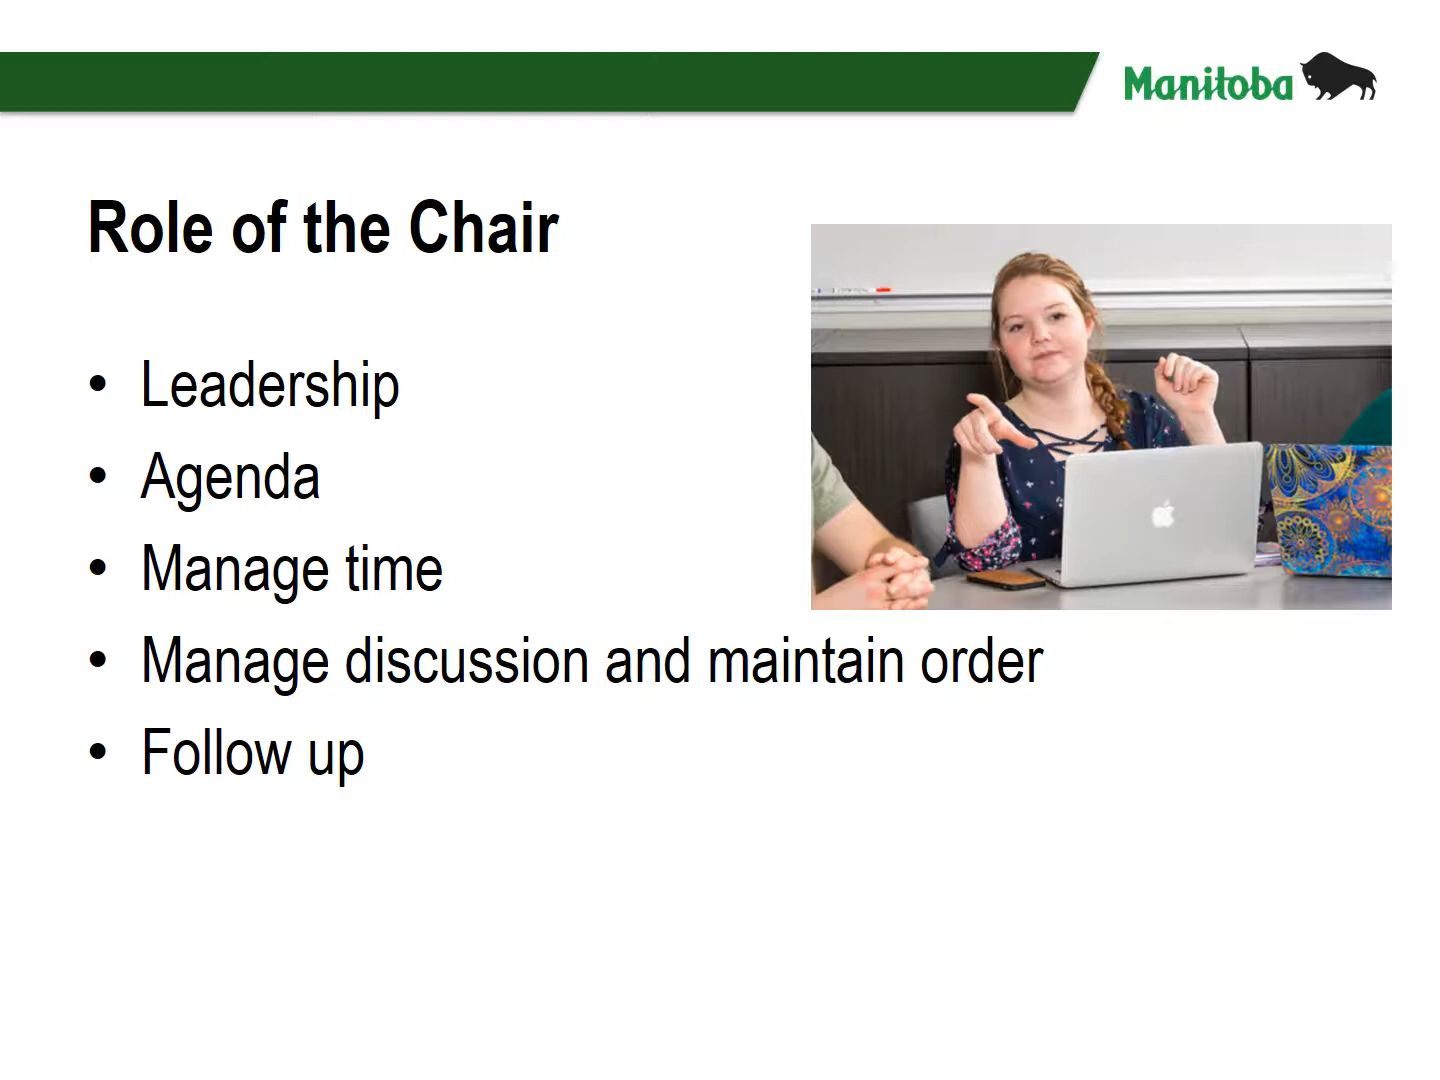 Manitoba
Role of the Chair
• Leadership
• Agenda
• Manage time
• Manage discussion and maintain order
• Follow up